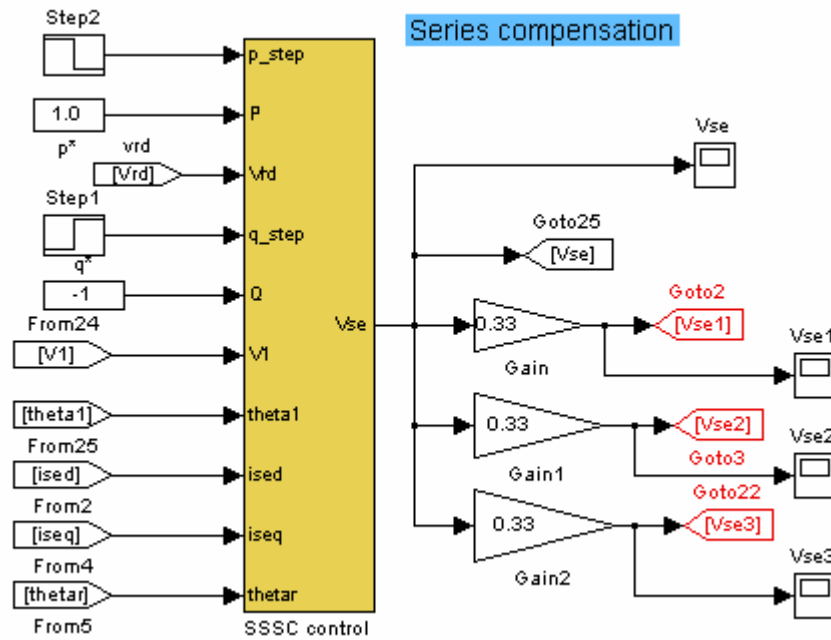 Step2
Series compensation
p_step
1.0
P
p*
vrd
[Vrd]
Vrd
Vse
Step1
q_step
q*
Goto25
[Vse]
-1
Q
From24
[V1]
V1
Vse
0.33
Gain
Goto2
[Vse1]
Vse1
[theta1]
theta1
From25
0.33
Gain1
[Vse2]
Goto3
Vse2
[ised]
ised
From2
[iseq]
iseq
From4
0.33
Gain2
Goto22
[Vse3]
Vse3
[thetar]
thetar
From5
SSSC control